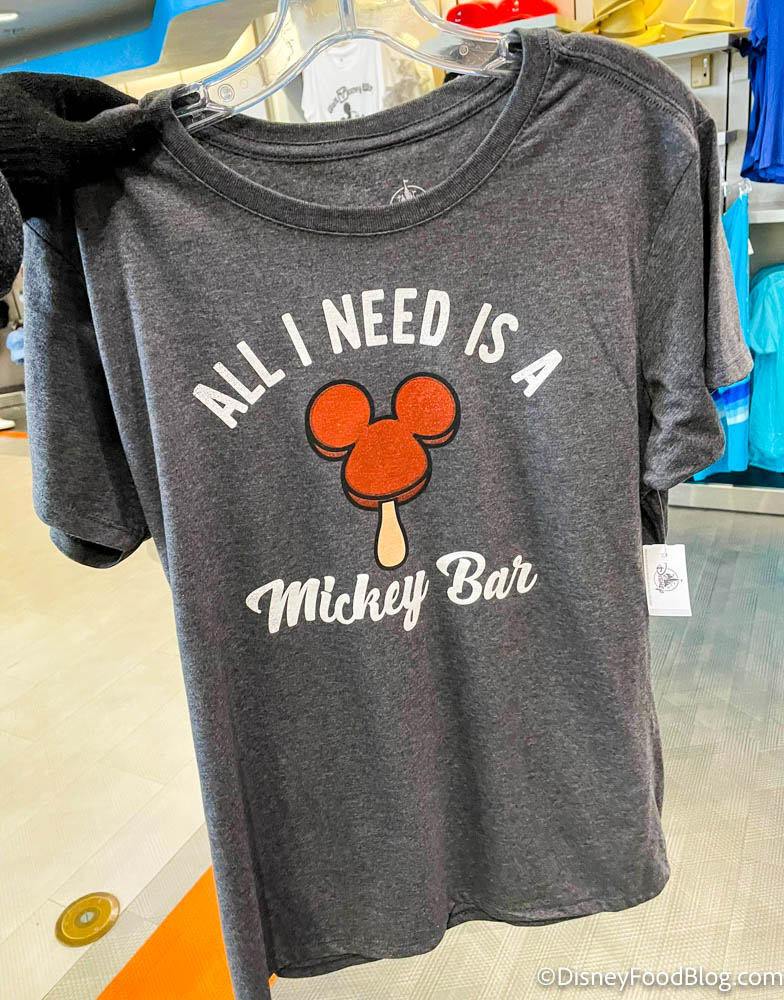 ALL I NEED IS A
Mickey Bar
©DisneyFoodBlog.com